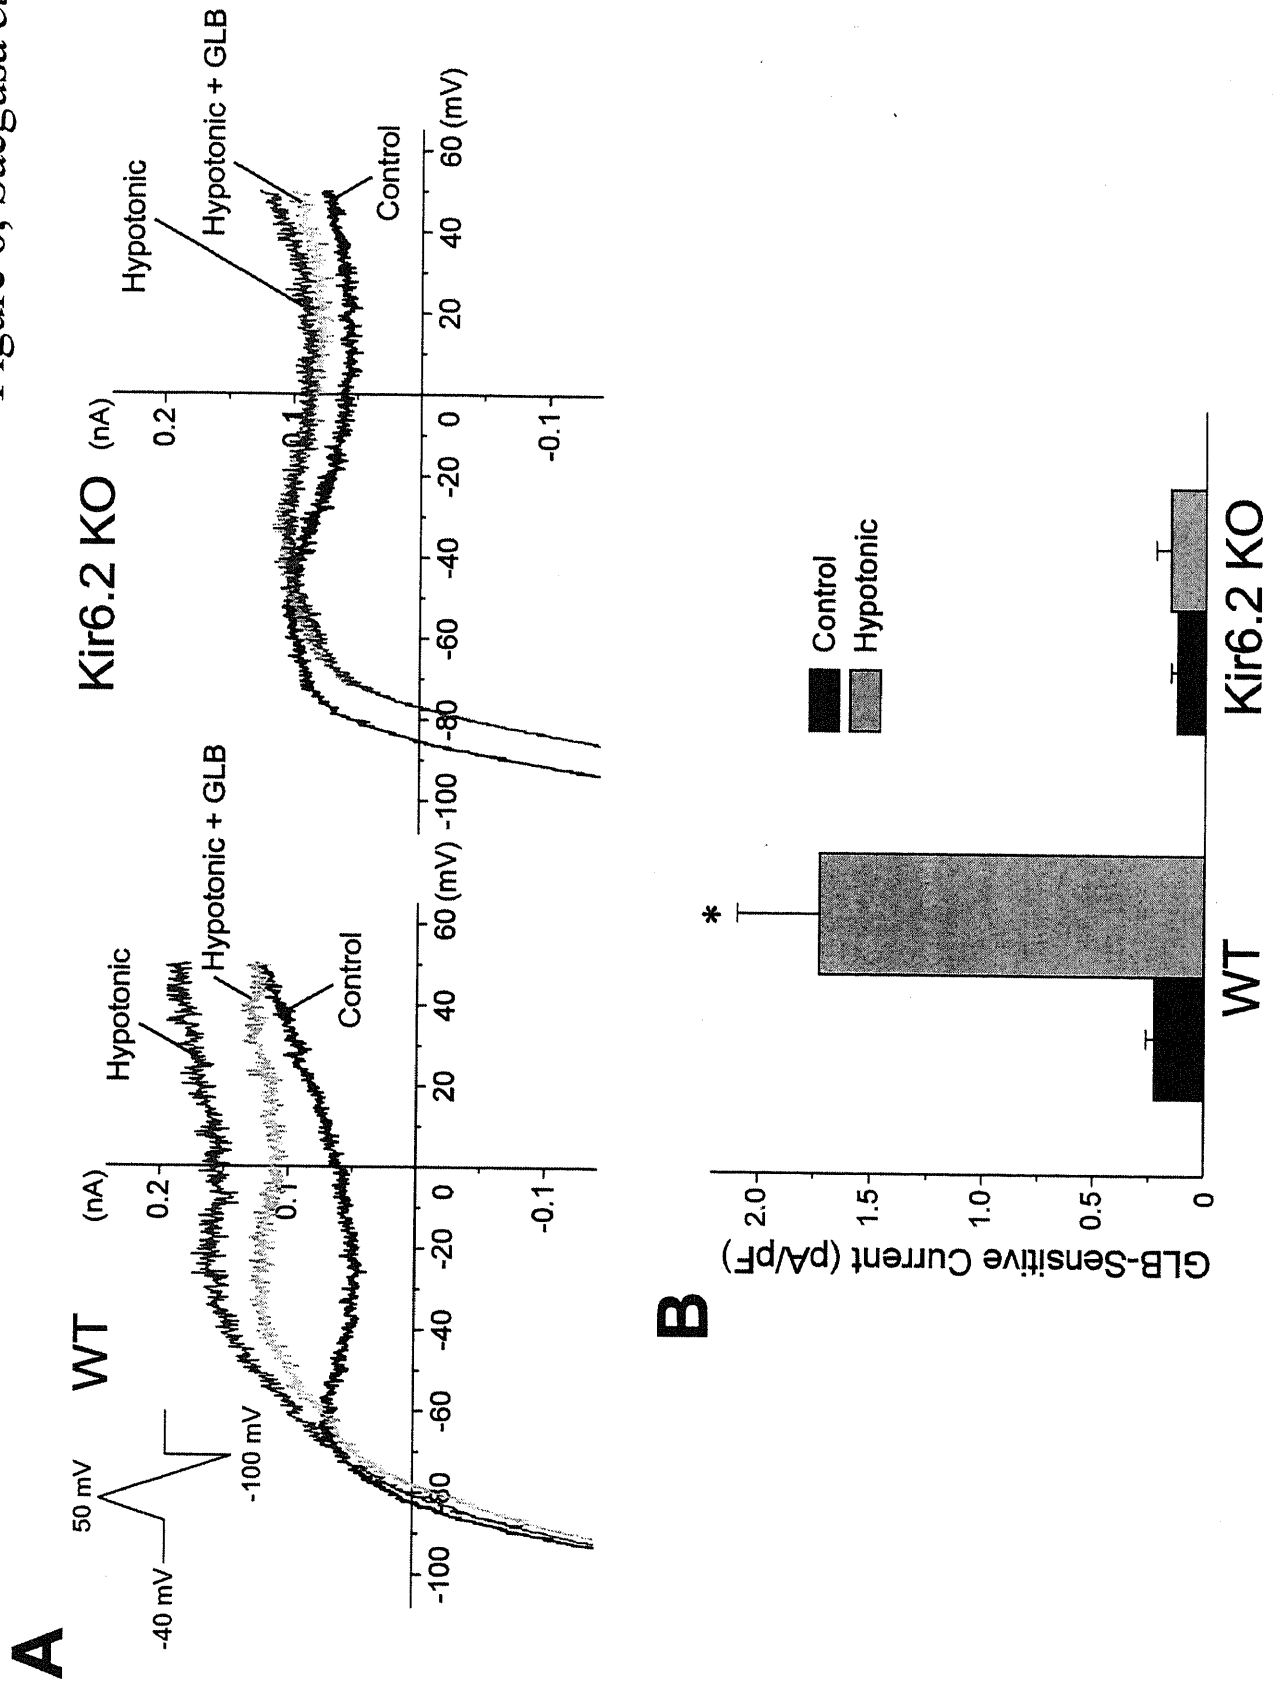 Figure 6, Saegusa
A
WT
Kir6.2 KO
50 mV
-40 mV
-100 mV
(nA)
0.2
0.1
-0.1
-100
-80
-60
-40
-20
0
20
40
60 (mV)
Hypotonic
Hypotonic + GLB
Control
(nA)
0.2
0.1
-0.1
-100
-80
-60
-40
-20
0
20
40
60 (mV)
Hypotonic
Hypotonic + GLB
Control
B
GLB-Sensitive Current (pA/pF)
2.0
1.5
1.0
0.5
0
*
Control
Hypotonic
WT
Kir6.2 KO